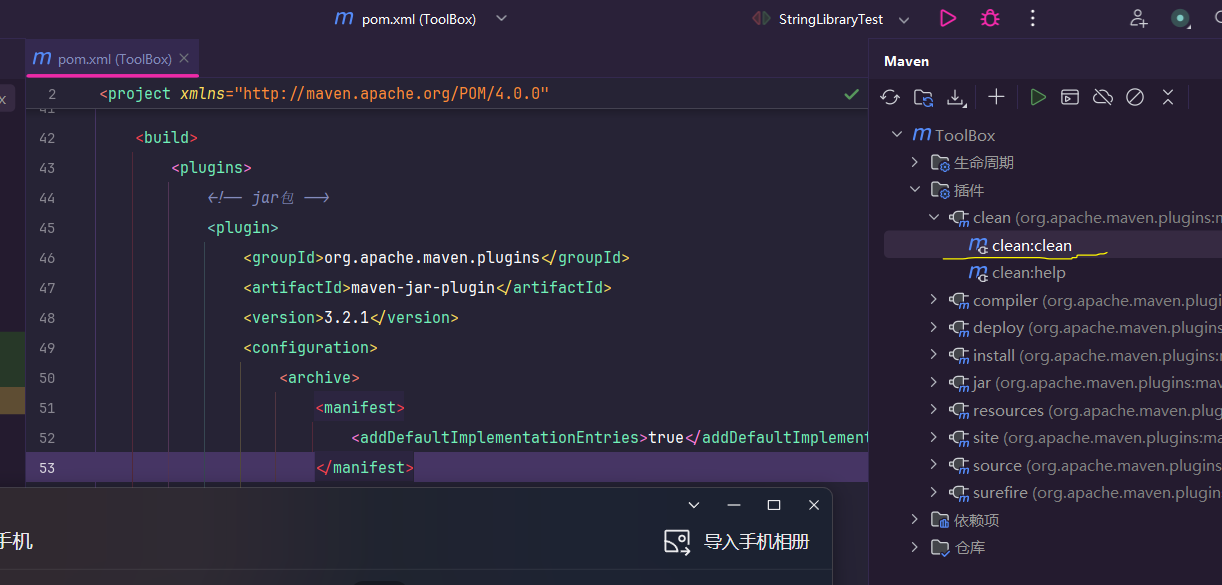 pom.xml (ToolBox)
StringLibraryTest
pom.xml (ToolBox)
Maven
2 <project xmlns="http://maven.apache.org/POM/4.0.0"
42 <build>
43 <plugins>
44 <!-- jar包 -->
45 <plugin>
46 <groupId>org.apache.maven.plugins</groupId>
47 <artifactId>maven-jar-plugin</artifactId>
48 <version>3.2.1</version>
49 <configuration>
50 <archive>
51 <manifest>
52 <addDefaultImplementationEntries>true</addDefaultImplement
53 </manifest>
ToolBox
生命周期
插件
clean (org.apache.maven.plugins:m
clean:clean
clean:help
compiler (org.apache.maven.plugi
deploy (org.apache.maven.plugins
install (org.apache.maven.plugins:
jar (org.apache.maven.plugins:mav
resources (org.apache.maven.plug
site (org.apache.maven.plugins:ma
source (org.apache.maven.plugins
surefire (org.apache.maven.plugin
依赖项
仓库
手机
导入手机相册